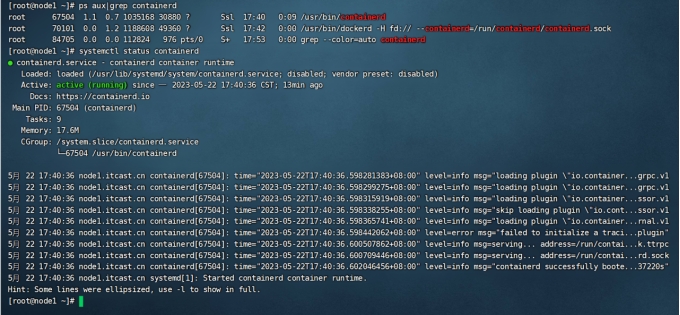 [root@node1 ~]# ps aux|grep containerd
root 67504 1.1 0.7 1035168 30880 ? Ssl 17:40 0:09 /usr/bin/containerd
root 70101 0.0 1.2 1188608 49360 ? Ssl 17:42 0:00 /usr/bin/dockerd -H fd:// --containerd=/run/containerd/containerd.sock
root 84705 0.0 0.0 112824 976 pts/0 S+ 17:53 0:00 grep --color=auto containerd
[root@node1 ~]# systemctl status containerd
● containerd.service - containerd container runtime
Loaded: loaded (/usr/lib/systemd/system/containerd.service; disabled; vendor preset: disabled)
Active: active (running) since 一 2023-05-22 17:40:36 CST; 13min ago
Docs: https://containerd.io
Main PID: 67504 (containerd)
Tasks: 9
Memory: 17.6M
CGroup: /system.slice/containerd.service
└─67504 /usr/bin/containerd
5月 22 17:40:36 node1.itcast.cn containerd[67504]: time="2023-05-22T17:40:36.598281383+08:00" level=info msg="loading plugin \"io.container...grpc.v1
5月 22 17:40:36 node1.itcast.cn containerd[67504]: time="2023-05-22T17:40:36.598299275+08:00" level=info msg="loading plugin \"io.container...grpc.v1
5月 22 17:40:36 node1.itcast.cn containerd[67504]: time="2023-05-22T17:40:36.598315919+08:00" level=info msg="loading plugin \"io.container...ssor.v1
5月 22 17:40:36 node1.itcast.cn containerd[67504]: time="2023-05-22T17:40:36.598338255+08:00" level=info msg="skip loading plugin \"io.cont...ssor.v1
5月 22 17:40:36 node1.itcast.cn containerd[67504]: time="2023-05-22T17:40:36.598365741+08:00" level=info msg="loading plugin \"io.container...rnal.v1
5月 22 17:40:36 node1.itcast.cn containerd[67504]: time="2023-05-22T17:40:36.598442062+08:00" level=error msg="failed to initialize a traci...plugin"
5月 22 17:40:36 node1.itcast.cn containerd[67504]: time="2023-05-22T17:40:36.600507862+08:00" level=info msg=serving... address=/run/contai...k.ttrpc
5月 22 17:40:36 node1.itcast.cn containerd[67504]: time="2023-05-22T17:40:36.600709446+08:00" level=info msg=serving... address=/run/contai...rd.sock
5月 22 17:40:36 node1.itcast.cn containerd[67504]: time="2023-05-22T17:40:36.602046456+08:00" level=info msg="containerd successfully boote...37220s"
5月 22 17:40:36 node1.itcast.cn systemd[1]: Started containerd container runtime.
Hint: Some lines were ellipsized, use -l to show in full.
[root@node1 ~]#